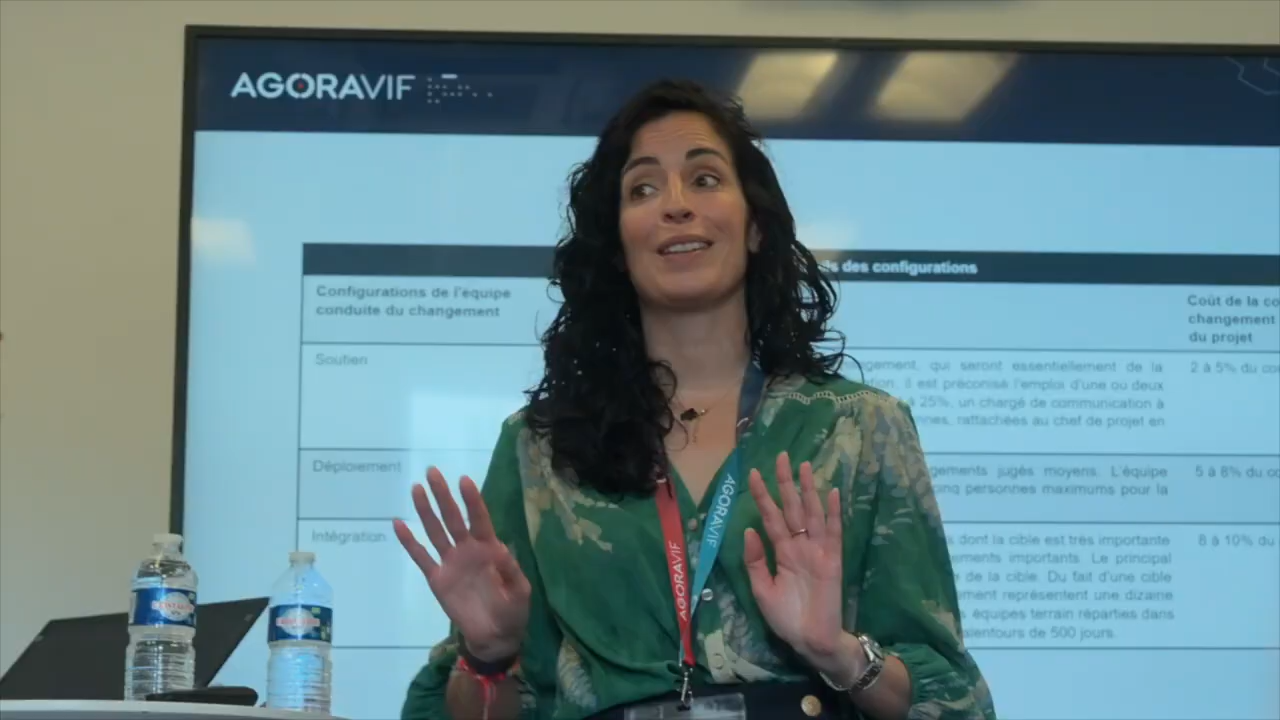 AGORAVIF
s des configurations
Configurations de l'équipe
conduite du changement
Coût de la co
changement
du projet
Soutien
gement, qui seront essentiellement de la
tion. Il est préconisé l'emploi d'une ou deux
à 25%, un chargé de communication à
nnes, rattachées au chef de projet en
2 à 5% du co
Déploiement
gements jugés moyens. L'équipe
cinq personnes maximums pour la
5 à 8% du co
Intégration
dont la cible est très importante
ements importants. Le principal
de la cible. Du fait d'une cible
ment représentent une dizaine
équipes terrain réparties dans
alentours de 500 jours.
8 à 10% du
AGORAVIF
AGORAVIF